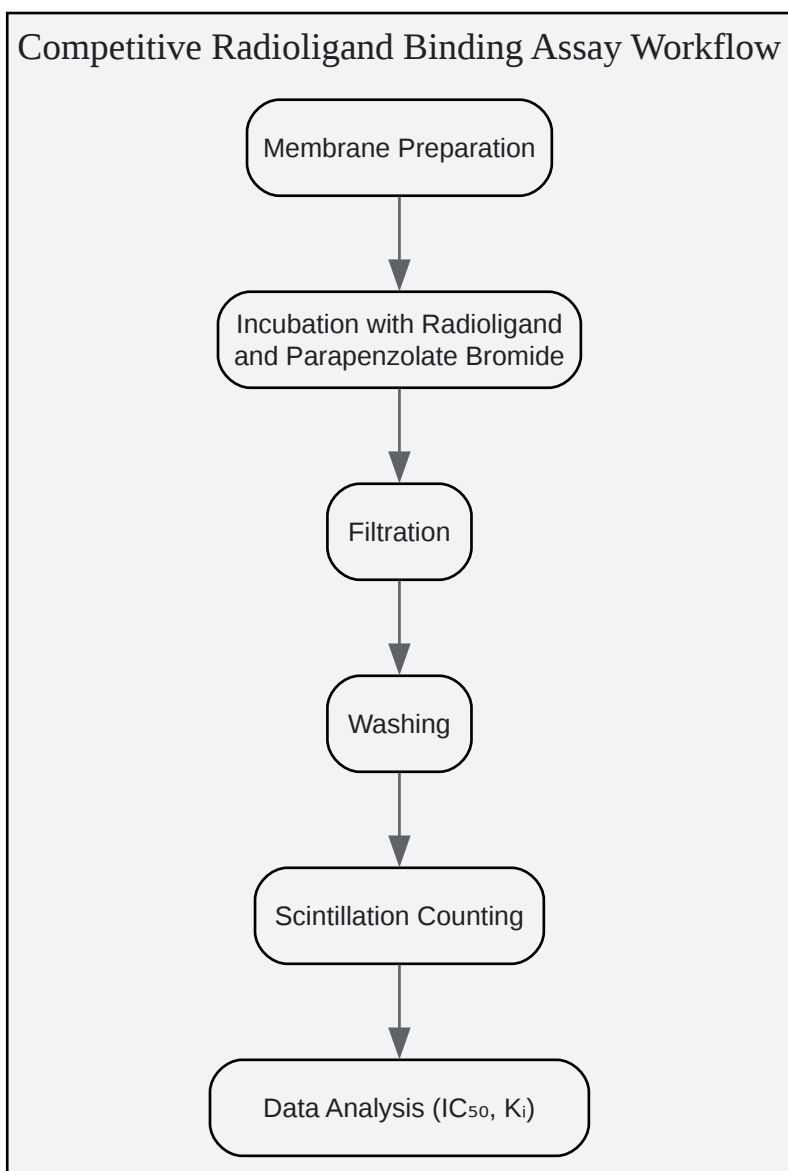 Competitive Radioligand Binding Assay Workflow
Membrane Preparation
Incubation with Radioligand
and Parapenzolate Bromide
Filtration
Washing
Scintillation Counting
Data Analysis (IC₅₀, Kᵢ)